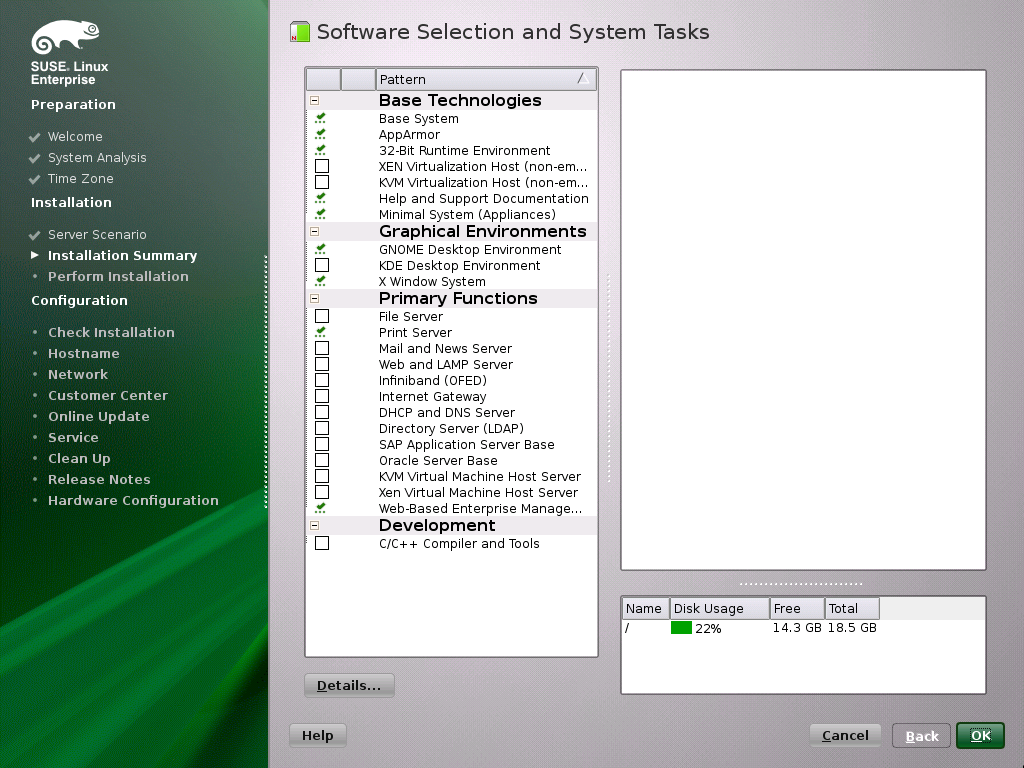 SUSE. Linux
Enterprise
Preparation
Welcome
System Analysis
Time Zone
Installation
Server Scenario
Installation Summary
Perform Installation
Configuration
Check Installation
Hostname
Network
Customer Center
Online Update
Service
Clean Up
Release Notes
Hardware Configuration
Software Selection and System Tasks
Pattern
Base Technologies
Base System
AppArmor
32-Bit Runtime Environment
XEN Virtualization Host (non-em...
KVM Virtualization Host (non-em...
Help and Support Documentation
Minimal System (Appliances)
Graphical Environments
GNOME Desktop Environment
KDE Desktop Environment
X Window System
Primary Functions
File Server
Print Server
Mail and News Server
Web and LAMP Server
Infiniband (OFED)
Internet Gateway
DHCP and DNS Server
Directory Server (LDAP)
SAP Application Server Base
Oracle Server Base
KVM Virtual Machine Host Server
Xen Virtual Machine Host Server
Web-Based Enterprise Manage...
Development
C/C++ Compiler and Tools
Details...
Name Disk Usage Free Total
/ 22% 14.3 GB 18.5 GB
Help
Cancel Back OK